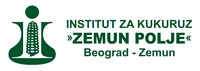 INSTITUT ZA KUKURUZ
»ZEMUN POLJE«
Beograd - Zemun